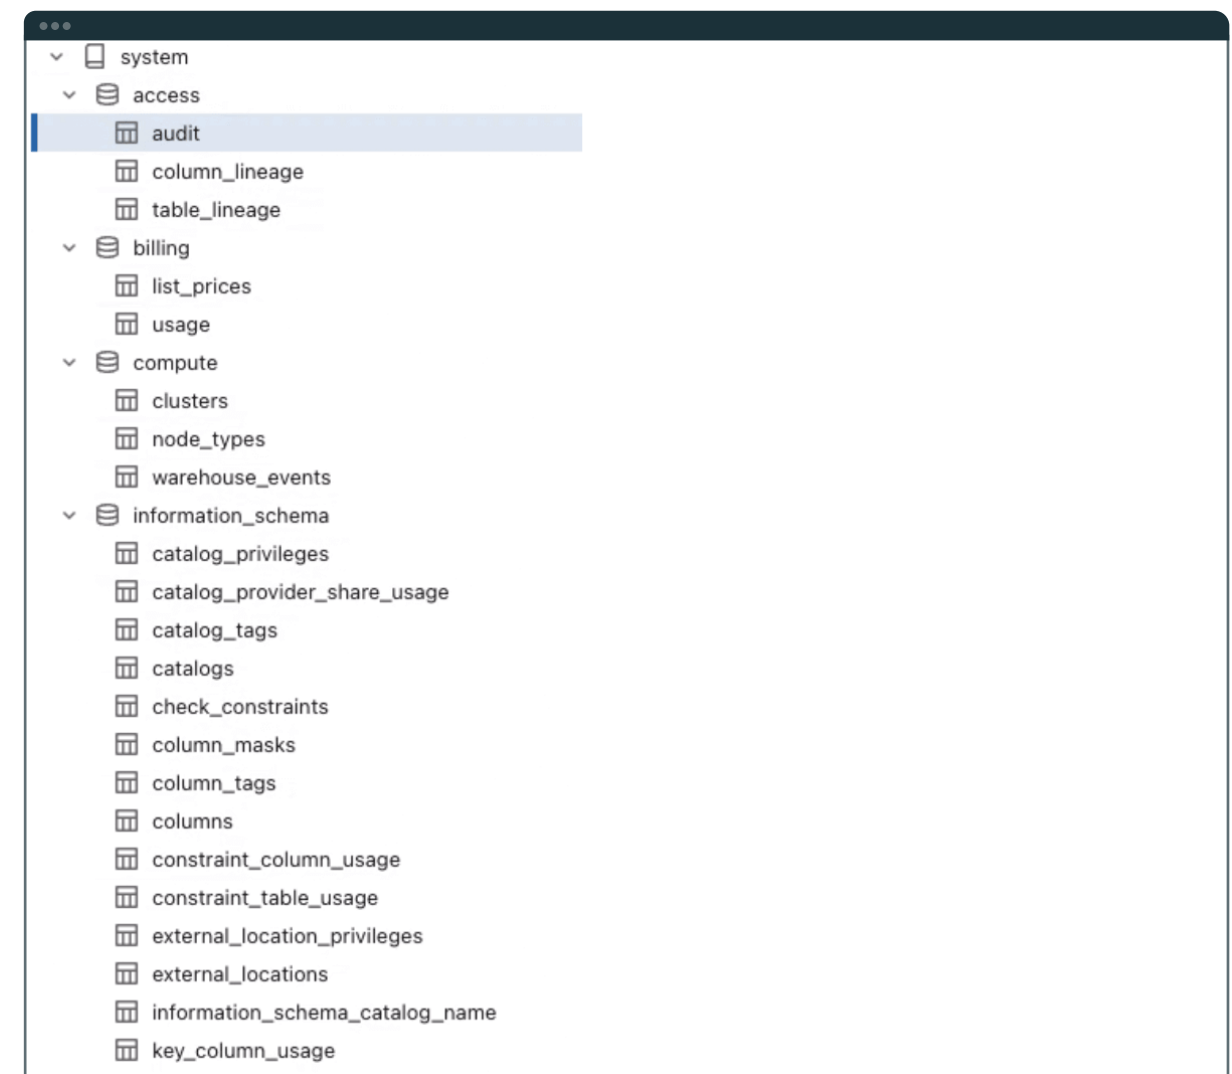 system
access
audit
column_lineage
table_lineage
billing
list_prices
usage
compute
clusters
node_types
warehouse_events
information_schema
catalog_privileges
catalog_provider_share_usage
catalog_tags
catalogs
check_constraints
column_masks
column_tags
columns
constraint_column_usage
constraint_table_usage
external_location_privileges
external_locations
information_schema_catalog_name
key_column_usage